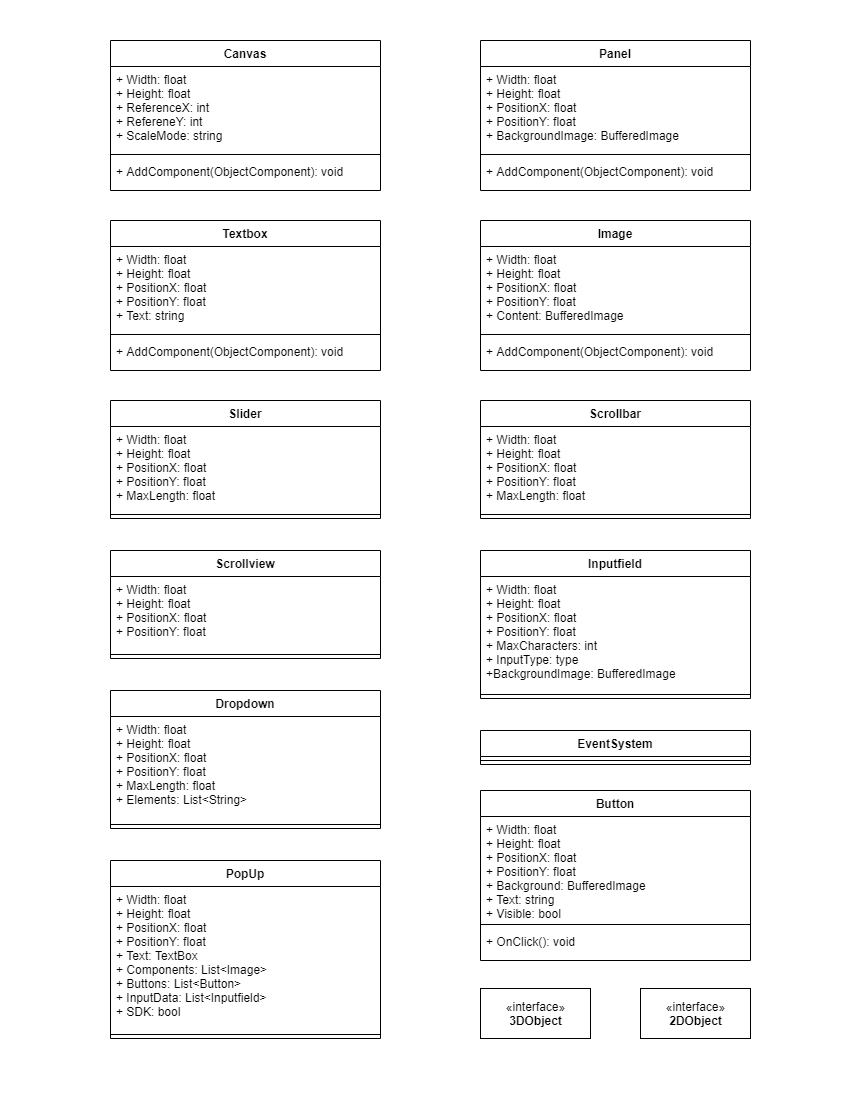 Canvas
+ Width: float
+ Height: float
+ ReferenceX: int
+ RefereneY: int
+ ScaleMode: string
+ AddComponent(ObjectComponent): void
Panel
+ Width: float
+ Height: float
+ PositionX: float
+ PositionY: float
+ BackgroundImage: BufferedImage
+ AddComponent(ObjectComponent): void
Textbox
+ Width: float
+ Height: float
+ PositionX: float
+ PositionY: float
+ Text: string
+ AddComponent(ObjectComponent): void
Image
+ Width: float
+ Height: float
+ PositionX: float
+ PositionY: float
+ Content: BufferedImage
+ AddComponent(ObjectComponent): void
Slider
+ Width: float
+ Height: float
+ PositionX: float
+ PositionY: float
+ MaxLength: float
Scrollbar
+ Width: float
+ Height: float
+ PositionX: float
+ PositionY: float
+ MaxLength: float
Scrollview
+ Width: float
+ Height: float
+ PositionX: float
+ PositionY: float
Inputfield
+ Width: float
+ Height: float
+ PositionX: float
+ PositionY: float
+ MaxCharacters: int
+ InputType: type
+BackgroundImage: BufferedImage
Dropdown
+ Width: float
+ Height: float
+ PositionX: float
+ PositionY: float
+ MaxLength: float
+ Elements: List<String>
EventSystem
Button
+ Width: float
+ Height: float
+ PositionX: float
+ PositionY: float
+ Background: BufferedImage
+ Text: string
+ Visible: bool
+ OnClick(): void
PopUp
+ Width: float
+ Height: float
+ PositionX: float
+ PositionY: float
+ Text: TextBox
+ Components: List<Image>
+ Buttons: List<Button>
+ InputData: List<Inputfield>
+ SDK: bool
«interface»
3DObject
«interface»
2DObject